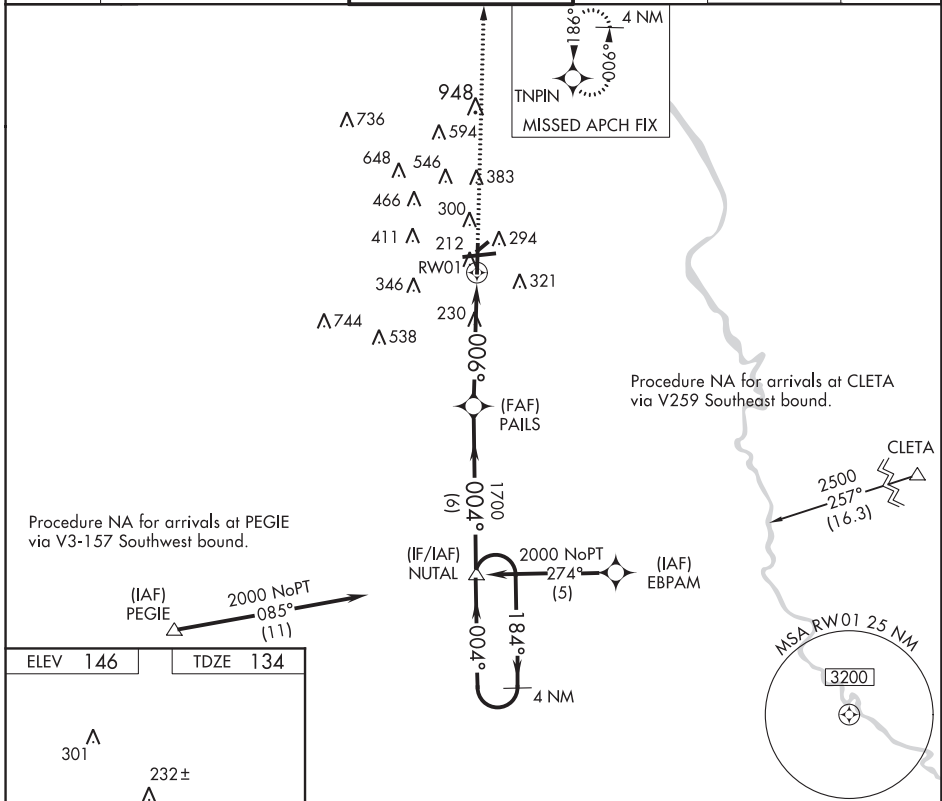 186°
4 NM
006°
TNPIN
MISSED APCH FIX
948
736
594
648
546
383
466
300
411
212
294
RW01
346
321
230
744
538
006°
(FAF)
PAILS
Procedure NA for arrivals at CLETA
via V259 Southeast bound.
CLETA
2500
257°
(16.3)
1700
004°
(6)
Procedure NA for arrivals at PEGIE
via V3-157 Southwest bound.
(IF/IAF)
NUTAL
2000 NoPT
274°
(5)
(IAF)
EBPAM
(IAF)
PEGIE
2000 NoPT
085°
(11)
004°
184°
4 NM
MSA RW01 25 NM
3200
ELEV 146
TDZE 134
301
232±